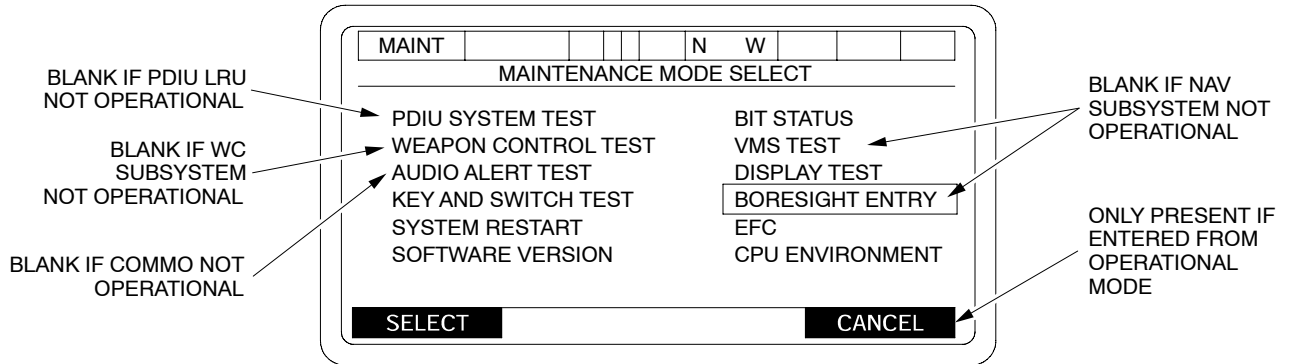 BLANK IF PDIU LRU
NOT OPERATIONAL
BLANK IF WC
SUBSYSTEM
NOT OPERATIONAL
BLANK IF COMMO NOT
OPERATIONAL
MAINT N W
MAINTENANCE MODE SELECT
PDIU SYSTEM TEST
WEAPON CONTROL TEST
AUDIO ALERT TEST
KEY AND SWITCH TEST
SYSTEM RESTART
SOFTWARE VERSION
BIT STATUS
VMS TEST
DISPLAY TEST
BORESIGHT ENTRY
EFC
CPU ENVIRONMENT
SELECT CANCEL
BLANK IF NAV
SUBSYSTEM NOT
OPERATIONAL
ONLY PRESENT IF
ENTERED FROM
OPERATIONAL
MODE